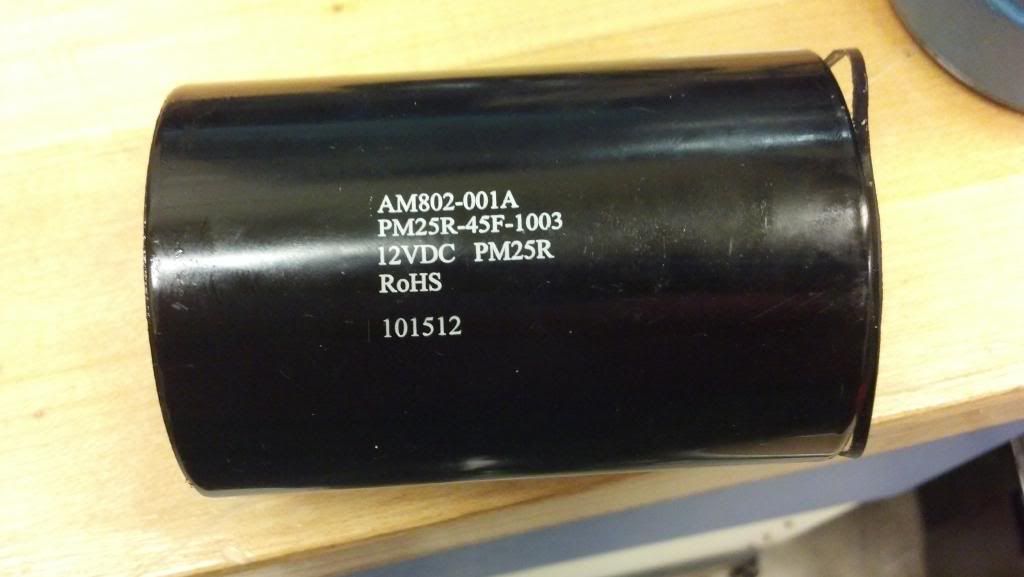 AM802-001A
PM25R-45F-1003
12VDC PM25R
RoHS
101512